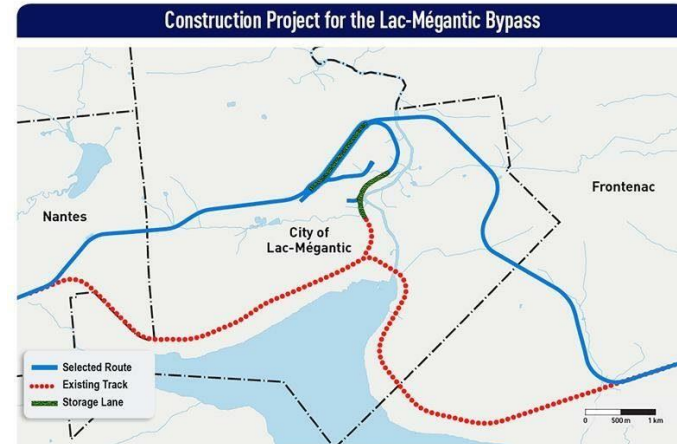 Construction Project for the Lac-Mégantic Bypass
Nantes
City of
Lac-Mégantic
Frontenac
Selected Route
Existing Track
Storage Lane
0 500 m 1 km